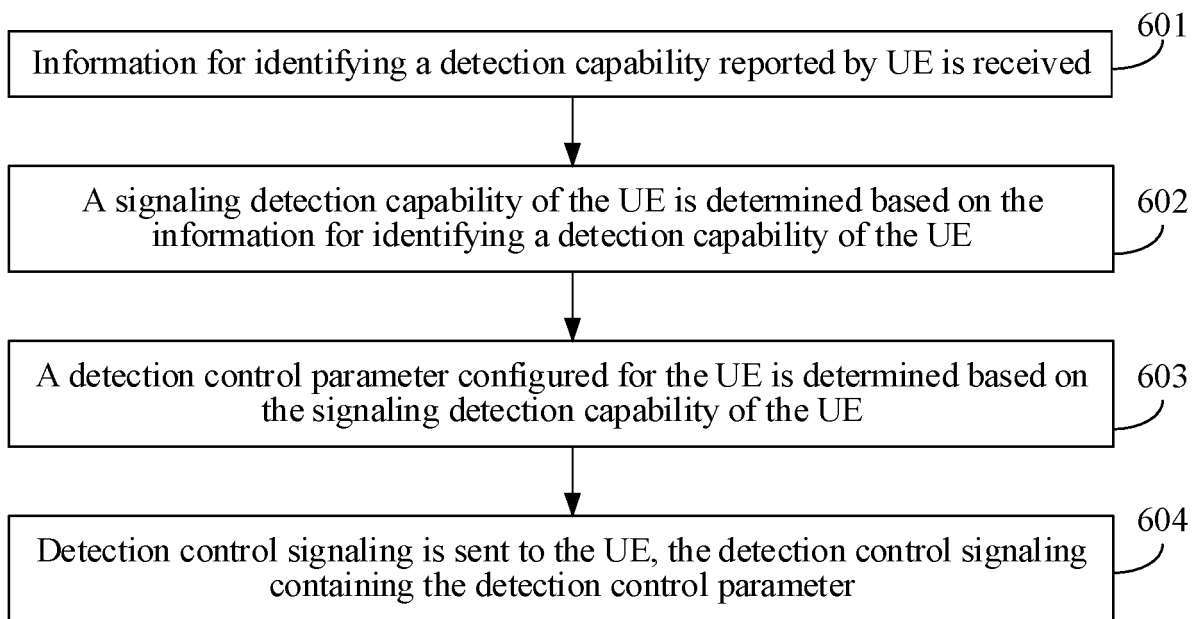 601
Information for identifying a detection capability reported by UE is received
A signaling detection capability of the UE is determined based on the
information for identifying a detection capability of the UE
602
A detection control parameter configured for the UE is determined based on
the signaling detection capability of the UE
603
604
Detection control signaling is sent to the UE, the detection control signaling
containing the detection control parameter